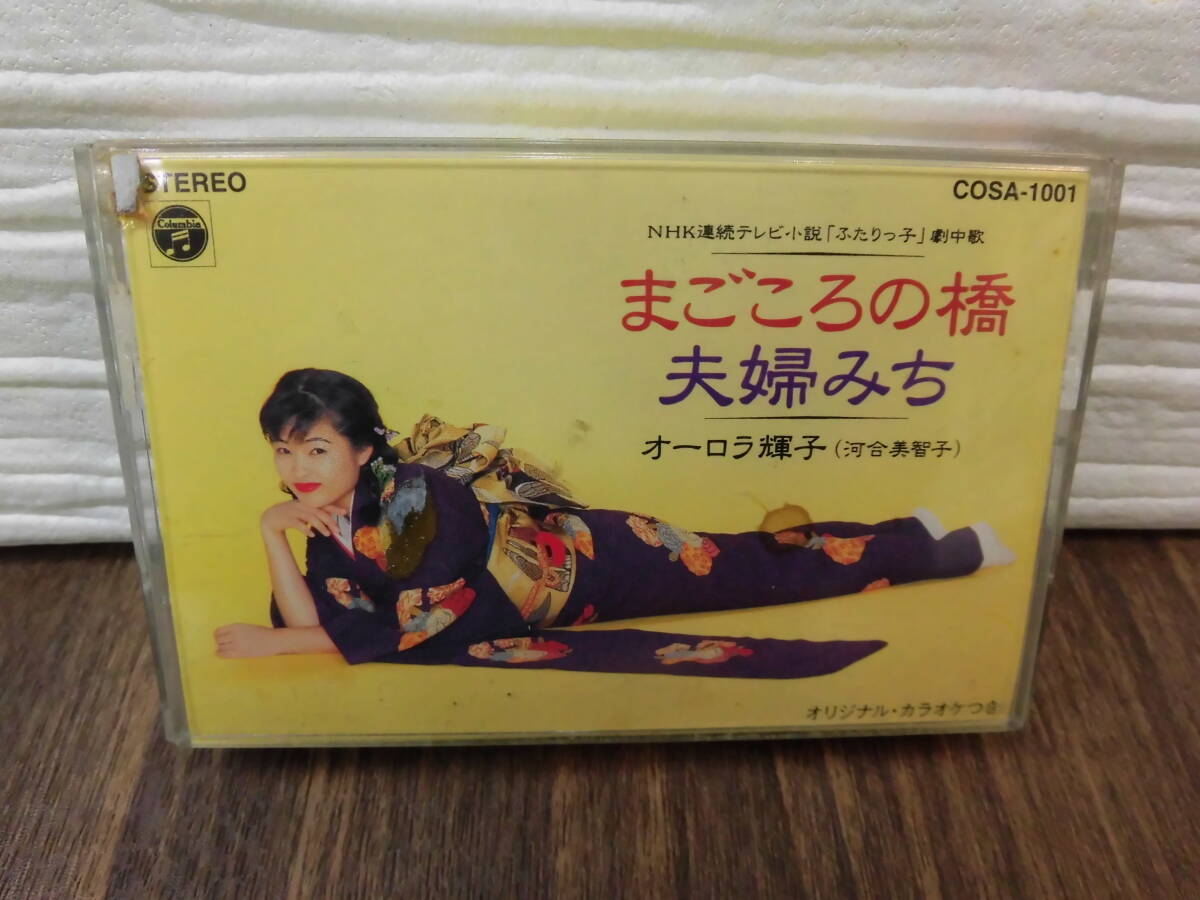 STEREO
COSA-1001
Columbia
NHK連続テレビ小説「ふたりっ子」劇中歌
まごころの橋
夫婦みち
オーロラ輝子(河合美智子)
オリジナル・カラオケつき